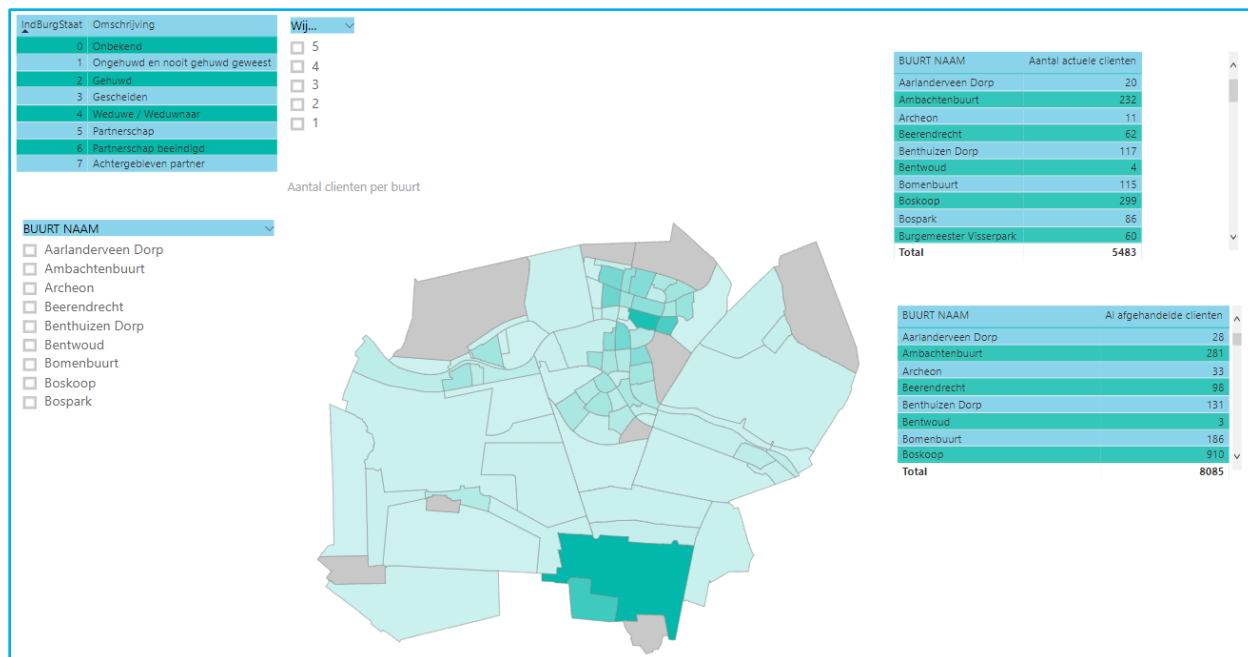 IndBurgStaat Omschrijving
0 Onbekend
1 Ongehuwd en nooit gehuwd geweest
2 Gehuwd
3 Gescheiden
4 Weduwe / Weduwnaar
5 Partnerschap
6 Partnerschap beeindigd
7 Achtergebleven partner
Wij...
5
4
3
2
1
Aantal clienten per buurt
BUURT NAAM
Aarlanderveen Dorp
Ambachtenbuurt
Archeon
Beerendrecht
Benthuizen Dorp
Bentwoud
Bomenbuurt
Boskoop
Bospark
BUURT NAAM Aantal actuele clienten
Aarlanderveen Dorp 20
Ambachtenbuurt 232
Archeon 11
Beerendrecht 62
Benthuizen Dorp 117
Bentwoud 4
Bomenbuurt 115
Boskoop 299
Bospark 86
Burgemeester Visserpark 60
Total 5483
BUURT NAAM Al afgehandelde clienten
Aarlanderveen Dorp 28
Ambachtenbuurt 281
Archeon 33
Beerendrecht 98
Benthuizen Dorp 131
Bentwoud 3
Bomenbuurt 186
Boskoop 910
Total 8085